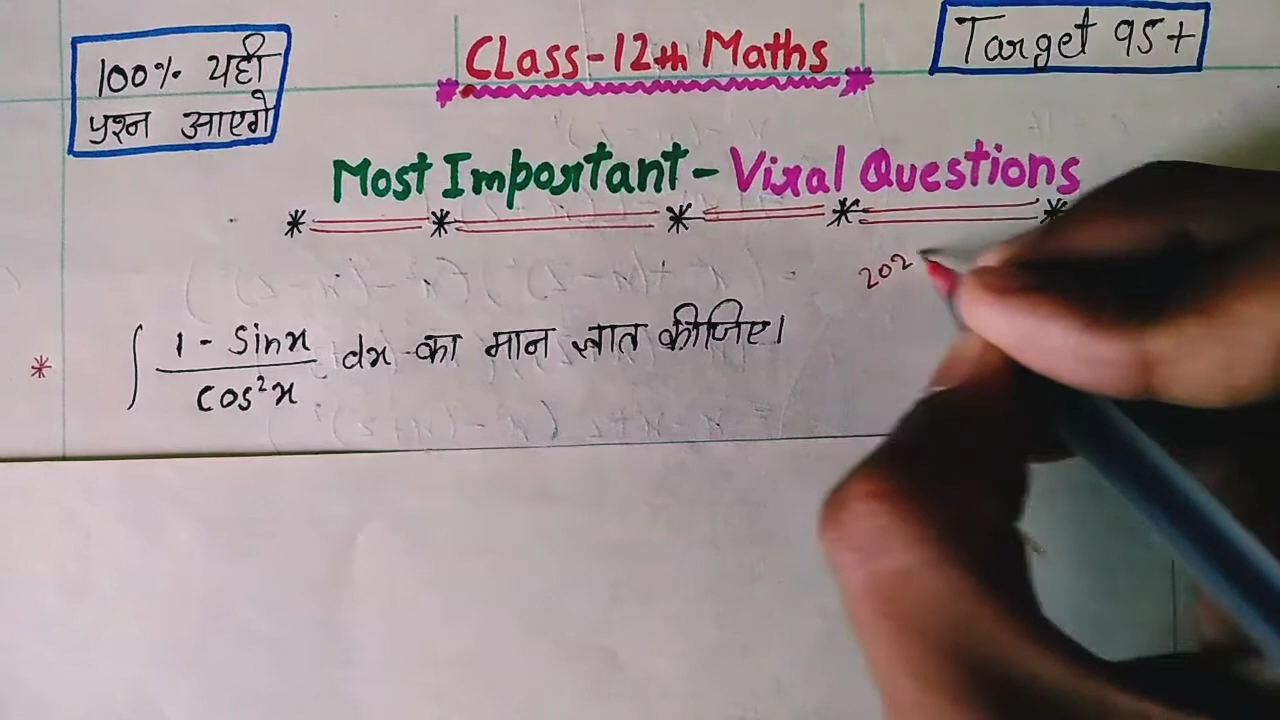 100% यही
प्रश्न आएगे
Class-12th Maths
Target 95+
Most Important - Viral Questions
202
* ∫ (1 - Sinx)/(cos²x) dx का मान ज्ञात कीजिए।